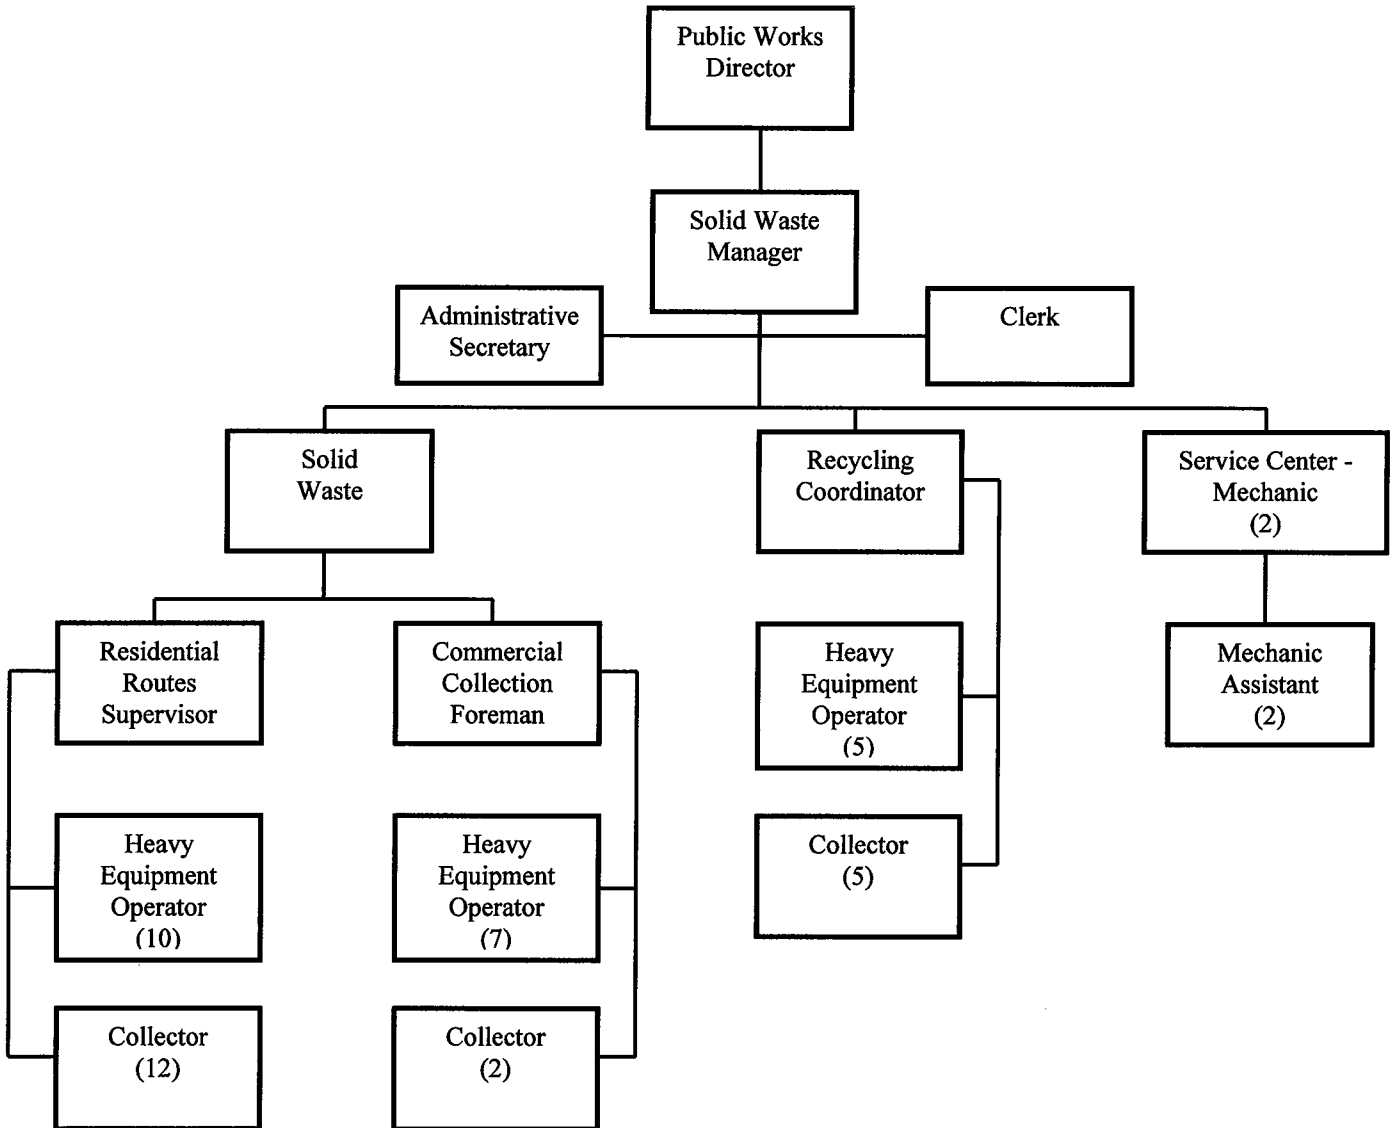 Public Works
Director
Solid Waste
Manager
Administrative
Secretary
Clerk
Solid
Waste
Recycling
Coordinator
Service Center -
Mechanic
(2)
Residential
Routes
Supervisor
Commercial
Collection
Foreman
Heavy
Equipment
Operator
(5)
Mechanic
Assistant
(2)
Heavy
Equipment
Operator
(10)
Heavy
Equipment
Operator
(7)
Collector
(5)
Collector
(12)
Collector
(2)